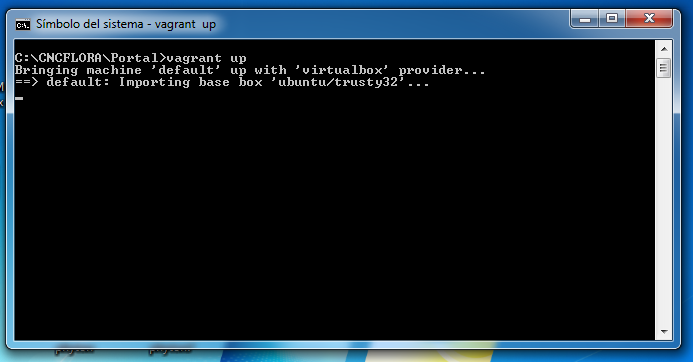 Símbolo del sistema - vagrant up
C:\CNCFLORA\Portal>vagrant up
Bringing machine 'default' up with 'virtualbox' provider...
==> default: Importing base box 'ubuntu/trusty32'...